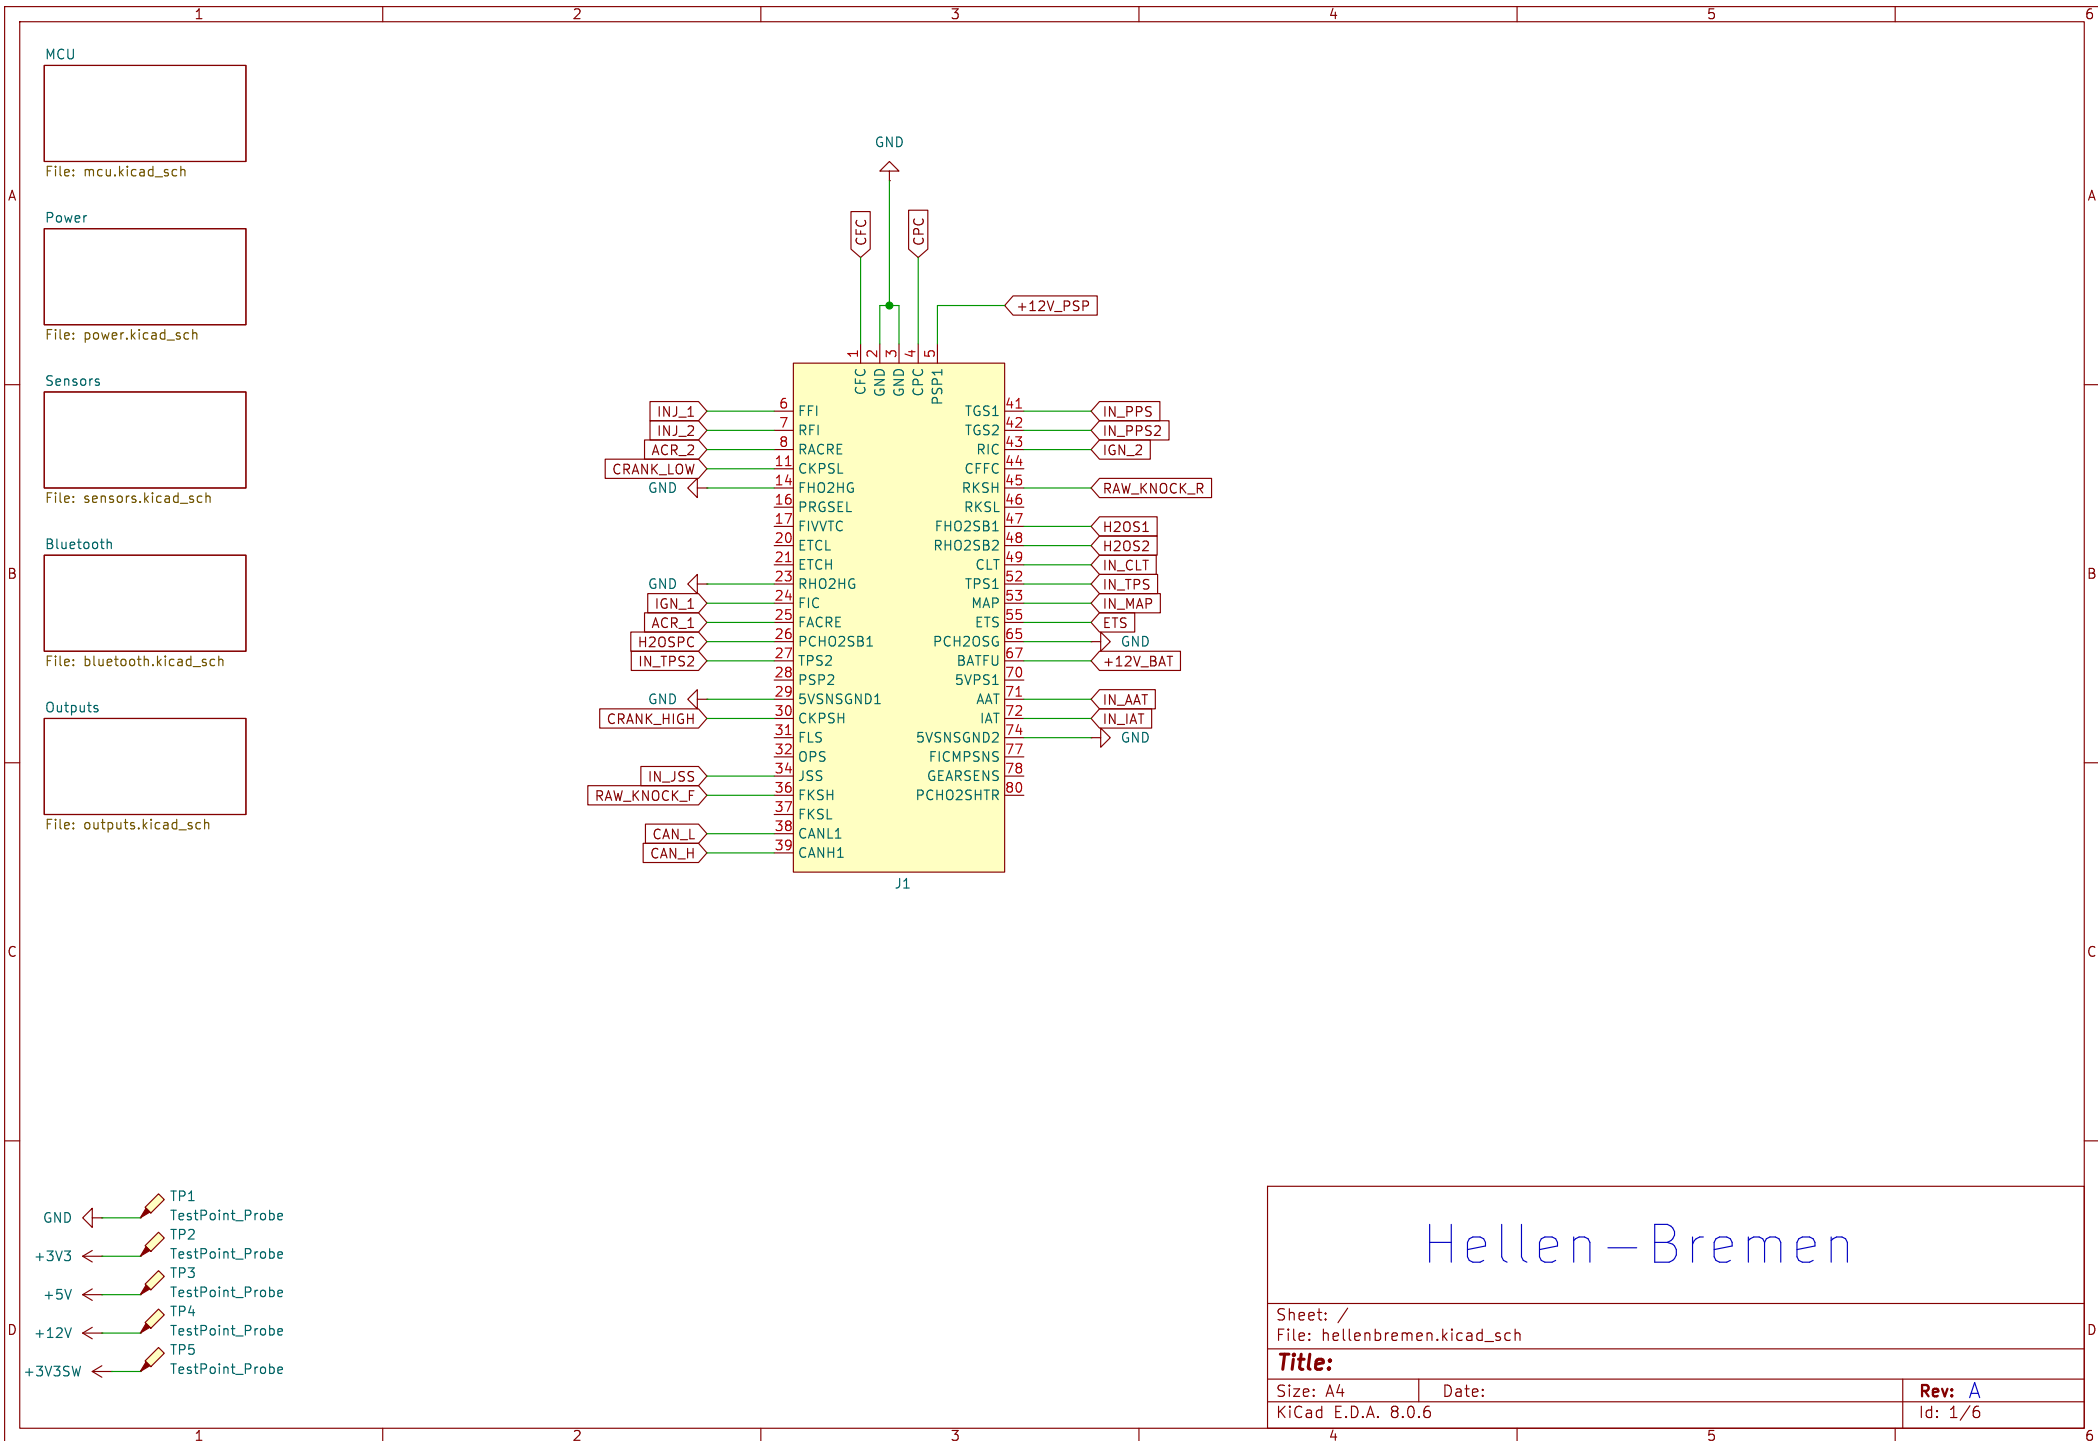 1 2 3 4 5 6
MCU
File: mcu.kicad_sch
Power
File: power.kicad_sch
Sensors
File: sensors.kicad_sch
Bluetooth
File: bluetooth.kicad_sch
Outputs
File: outputs.kicad_sch
A A
B B
C C
D D
GND
CFC CPC
+12V_PSP
1 2 3 4 5
CFC GND GND CPC PSP1
INJ_1 6 FFI TGS1 41 IN_PPS
INJ_2 7 RFI TGS2 42 IN_PPS2
ACR_2 8 RACRE RIC 43 IGN_2
CRANK_LOW 11 CKPSL CFFC 44
GND 14 FHO2HG RKSH 45 RAW_KNOCK_R
16 PRGSEL RKSL 46
17 FIVVTC FHO2SB1 47 H2OS1
20 ETCL RHO2SB2 48 H2OS2
21 ETCH CLT 49 IN_CLT
GND 23 RHO2HG TPS1 52 IN_TPS
IGN_1 24 FIC MAP 53 IN_MAP
ACR_1 25 FACRE ETS 55 ETS
H2OSPC 26 PCHO2SB1 PCH2OSG 65 GND
IN_TPS2 27 TPS2 BATFU 67 +12V_BAT
28 PSP2 5VPS1 70
GND 29 5VSNSGND1 AAT 71 IN_AAT
CRANK_HIGH 30 CKPSH IAT 72 IN_IAT
31 FLS 5VSNSGND2 74 GND
32 OPS FICMPSNS 77
IN_JSS 34 JSS GEARSENS 78
RAW_KNOCK_F 36 FKSH PCHO2SHTR 80
37 FKSL
CAN_L 38 CANL1
CAN_H 39 CANH1
J1
GND TP1
TestPoint_Probe
+3V3 TP2
TestPoint_Probe
+5V TP3
TestPoint_Probe
+12V TP4
TestPoint_Probe
+3V3SW TP5
TestPoint_Probe
Hellen-Bremen
Sheet: /
File: hellenbremen.kicad_sch
Title:
Size: A4 Date: Rev: A
KiCad E.D.A. 8.0.6 Id: 1/6
1 2 3 4 5 6